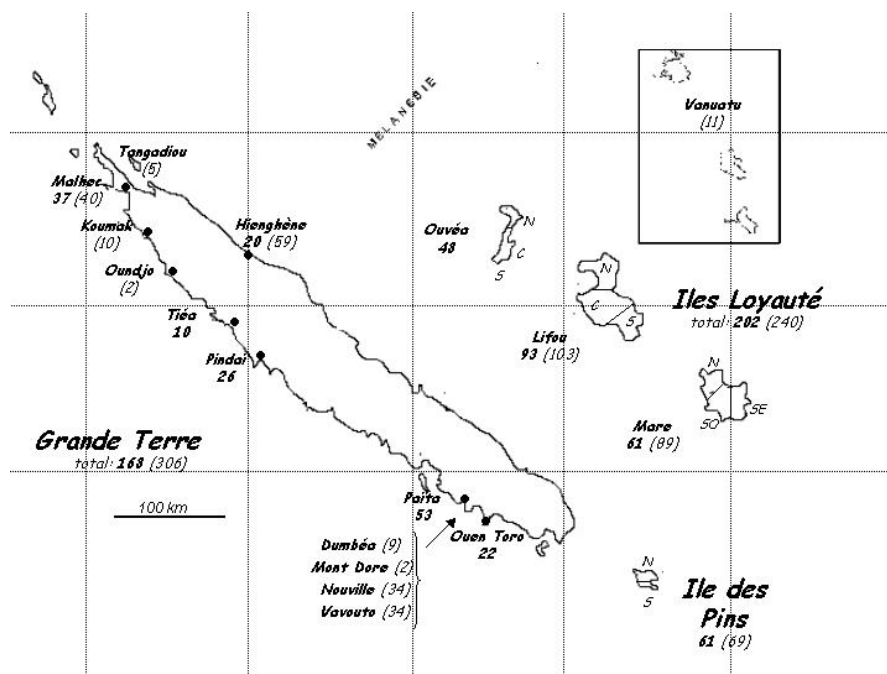 MELANESIE
Vanuatu
(11)
Tangadiou
(5)
Malhec
37 (40)
Koumak
(10)
Oundjo
(2)
Hienghène
20 (59)
Tiéa
10
Pindai
26
Ouvéa
48
N
C
S
N
C
S
Iles Loyauté
total: 202 (240)
Lifou
93 (103)
N
SO
SE
Mare
61 (89)
Grande Terre
total: 168 (306)
100 km
Païta
53
Ouen Toro
22
Dumbéa (9)
Mont Dore (2)
Nouville (34)
Vavouto (34)
N
S
Ile des
Pins
61 (69)